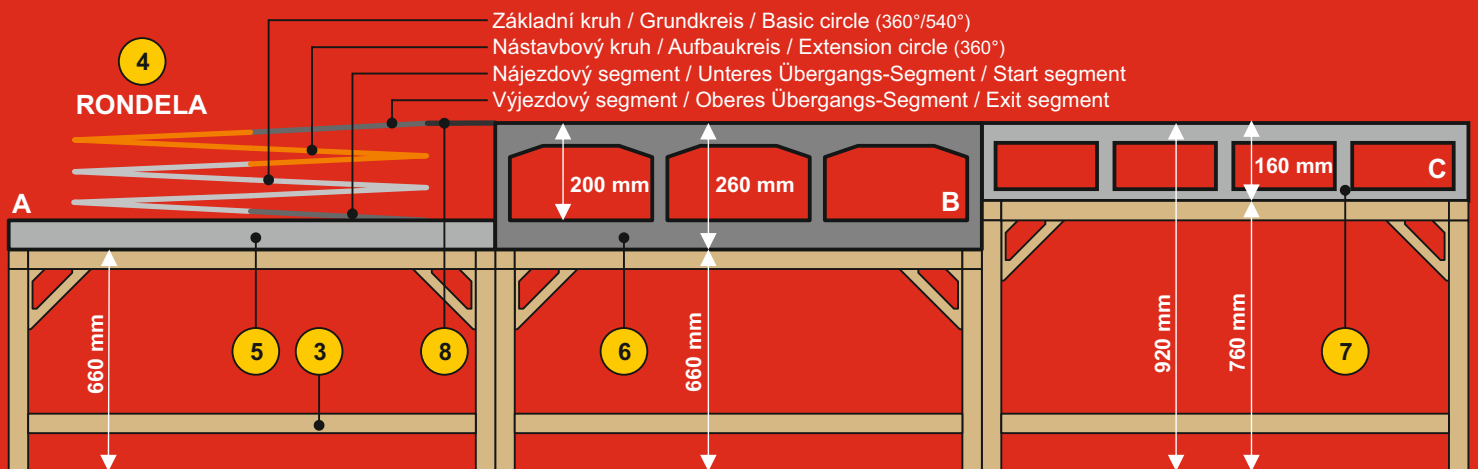 Základní kruh / Grundkreis / Basic circle (360°/540°)
Nástavbový kruh / Aufbaukreis / Extension circle (360°)
Nájezdový segment / Unteres Übergangs-Segment / Start segment
Výjezdový segment / Oberes Übergangs-Segment / Exit segment
4
RONDELA
A
200 mm
260 mm
B
160 mm
C
5
3
8
6
7
660 mm
660 mm
920 mm
760 mm